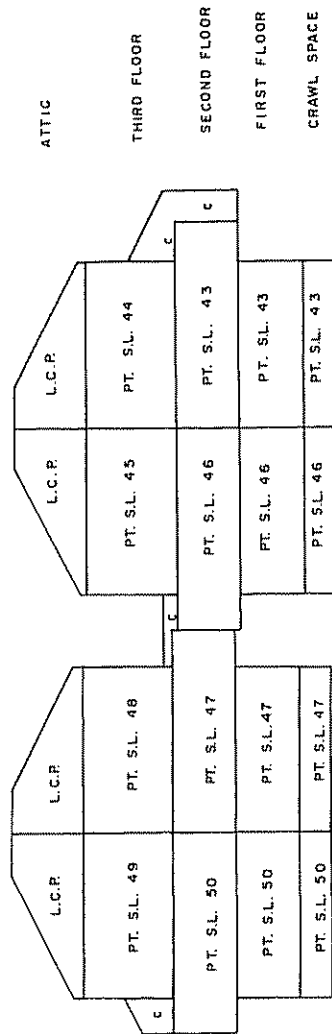 L.C.P. L.C.P. L.C.P. L.C.P. ATTIC
PT. S.L. 49 PT. S.L. 48 PT. S.L. 45 PT. S.L. 44 THIRD FLOOR
C C C
PT. S.L. 50 PT. S.L. 47 PT. S.L. 46 PT. S.L. 43 C SECOND FLOOR
PT. S.L. 50 PT. S.L. 47 PT. S.L. 46 PT. S.L. 43 FIRST FLOOR
PT. S.L. 50 PT. S.L. 47 PT. S.L. 46 PT. S.L. 43 CRAWL SPACE